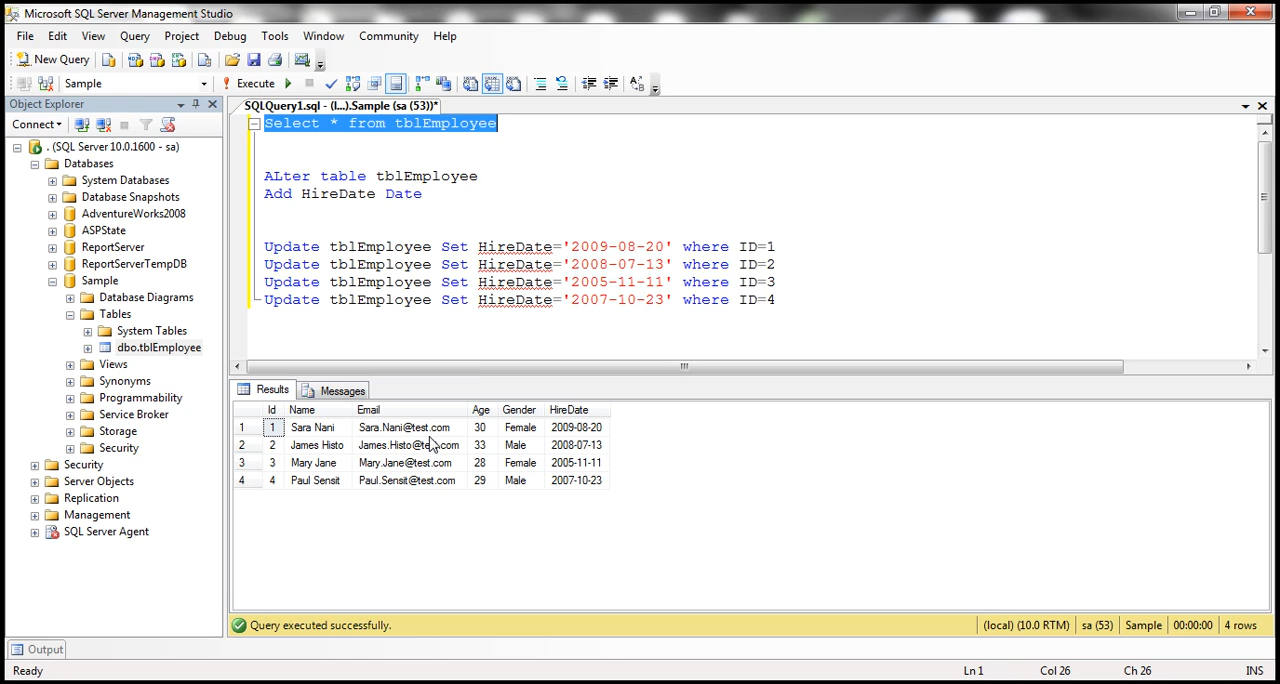 Microsoft SQL Server Management Studio
File Edit View Query Project Debug Tools Window Community Help
New Query
Sample Execute
Object Explorer
Connect
. (SQL Server 10.0.1600 - sa)
Databases
System Databases
Database Snapshots
AdventureWorks2008
ASPState
ReportServer
ReportServerTempDB
Sample
Database Diagrams
Tables
System Tables
dbo.tblEmployee
Views
Synonyms
Programmability
Service Broker
Storage
Security
Security
Server Objects
Replication
Management
SQL Server Agent
SQLQuery1.sql - (l...).Sample (sa (53))*
Select * from tblEmployee
ALter table tblEmployee
Add HireDate Date
Update tblEmployee Set HireDate='2009-08-20' where ID=1
Update tblEmployee Set HireDate='2008-07-13' where ID=2
Update tblEmployee Set HireDate='2005-11-11' where ID=3
Update tblEmployee Set HireDate='2007-10-23' where ID=4
Results Messages
Id Name Email Age Gender HireDate
1 1 Sara Nani Sara.Nani@test.com 30 Female 2009-08-20
2 2 James Histo James.Histo@test.com 33 Male 2008-07-13
3 3 Mary Jane Mary.Jane@test.com 28 Female 2005-11-11
4 4 Paul Sensit Paul.Sensit@test.com 29 Male 2007-10-23
Query executed successfully. (local) (10.0 RTM) sa (53) Sample 00:00:00 4 rows
Output
Ready Ln 1 Col 26 Ch 26 INS